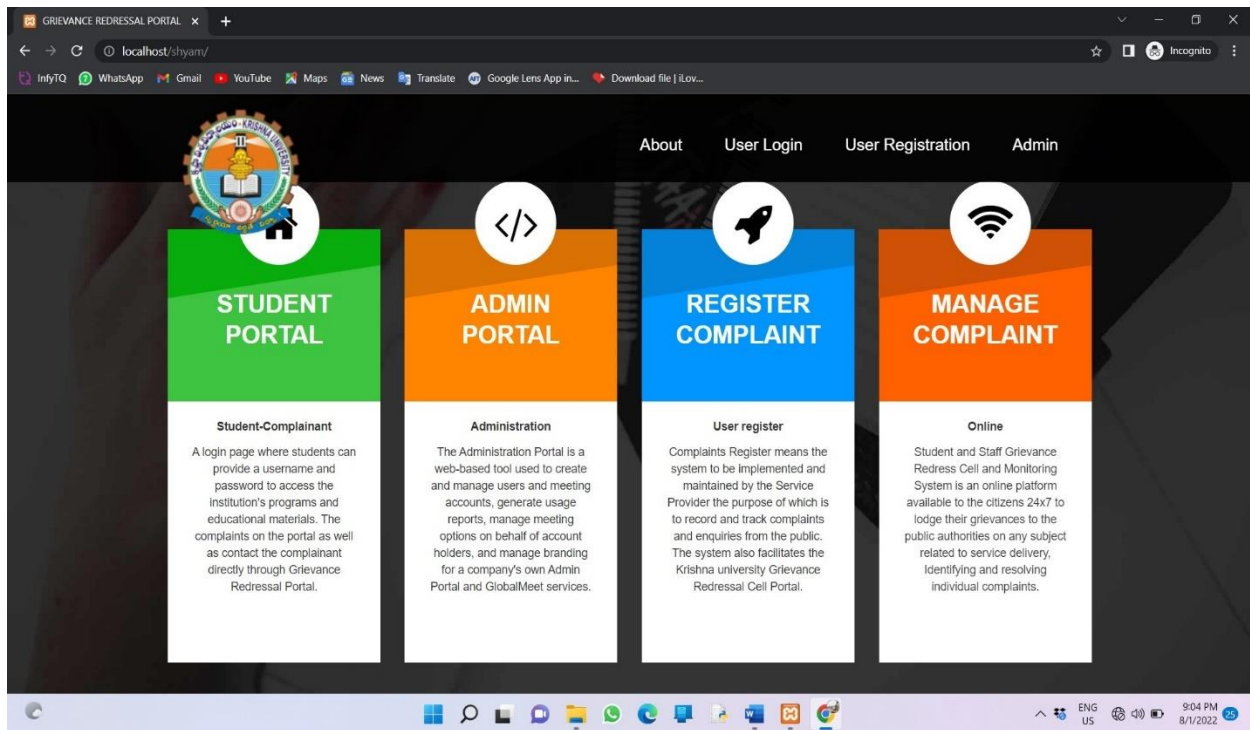 GRIEVANCE REDRESSAL PORTAL
localhost/shyam/
Incognito
InfyTQ
WhatsApp
Gmail
YouTube
Maps
News
Translate
Google Lens App in...
Download file | iLov...
KRISHNA UNIVERSITY
About
User Login
User Registration
Admin
STUDENT
PORTAL
Student-Complainant
A login page where students can
provide a username and
password to access the
institution's programs and
educational materials. The
complaints on the portal as well
as contact the complainant
directly through Grievance
Redressal Portal.
ADMIN
PORTAL
Administration
The Administration Portal is a
web-based tool used to create
and manage users and meeting
accounts, generate usage
reports, manage meeting
options on behalf of account
holders, and manage branding
for a company's own Admin
Portal and GlobalMeet services.
REGISTER
COMPLAINT
User register
Complaints Register means the
system to be implemented and
maintained by the Service
Provider the purpose of which is
to record and track complaints
and enquiries from the public.
The system also facilitates the
Krishna university Grievance
Redressal Cell Portal.
MANAGE
COMPLAINT
Online
Student and Staff Grievance
Redress Cell and Monitoring
System is an online platform
available to the citizens 24x7 to
lodge their grievances to the
public authorities on any subject
related to service delivery,
Identifying and resolving
individual complaints.
ENG
US
9:04 PM
8/1/2022
25